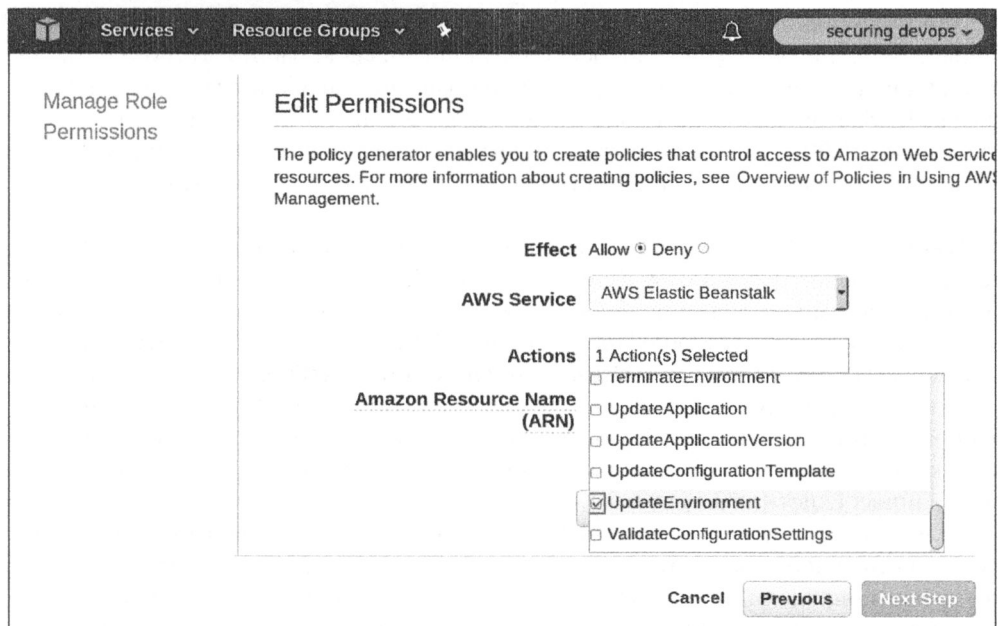 Services Resource Groups securing devops
Manage Role
Permissions
Edit Permissions
The policy generator enables you to create policies that control access to Amazon Web Service
resources. For more information about creating policies, see Overview of Policies in Using AWS
Management.
Effect Allow Deny
AWS Service AWS Elastic Beanstalk
Actions 1 Action(s) Selected
TerminateEnvironment
Amazon Resource Name
(ARN)
UpdateApplication
UpdateApplicationVersion
UpdateConfigurationTemplate
UpdateEnvironment
ValidateConfigurationSettings
Cancel Previous Next Step